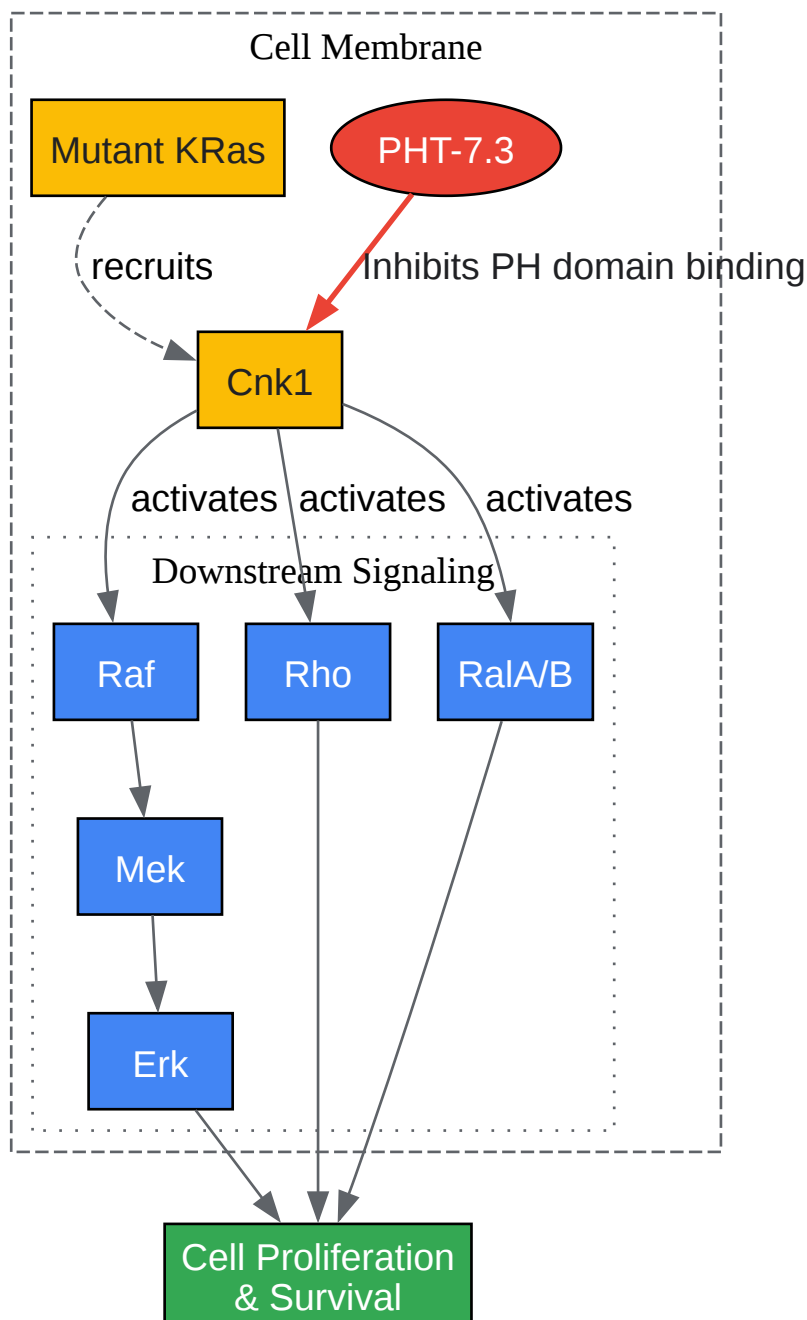 Cell Membrane
Mutant KRas
PHT-7.3
recruits
Inhibits PH domain binding
Cnk1
activates
activates
activates
Downstream Signaling
Raf
Rho
RalA/B
Mek
Erk
Cell Proliferation
& Survival